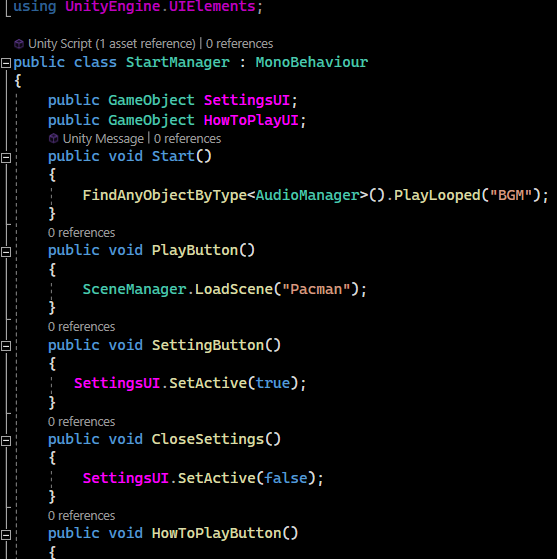 using UnityEngine.UIElements;
Unity Script (1 asset reference) | 0 references
public class StartManager : MonoBehaviour
{
public GameObject SettingsUI;
public GameObject HowToPlayUI;
Unity Message | 0 references
public void Start()
{
FindAnyObjectByType<AudioManager>().PlayLooped("BGM");
}
0 references
public void PlayButton()
{
SceneManager.LoadScene("Pacman");
}
0 references
public void SettingButton()
{
SettingsUI.SetActive(true);
}
0 references
public void CloseSettings()
{
SettingsUI.SetActive(false);
}
0 references
public void HowToPlayButton()
{